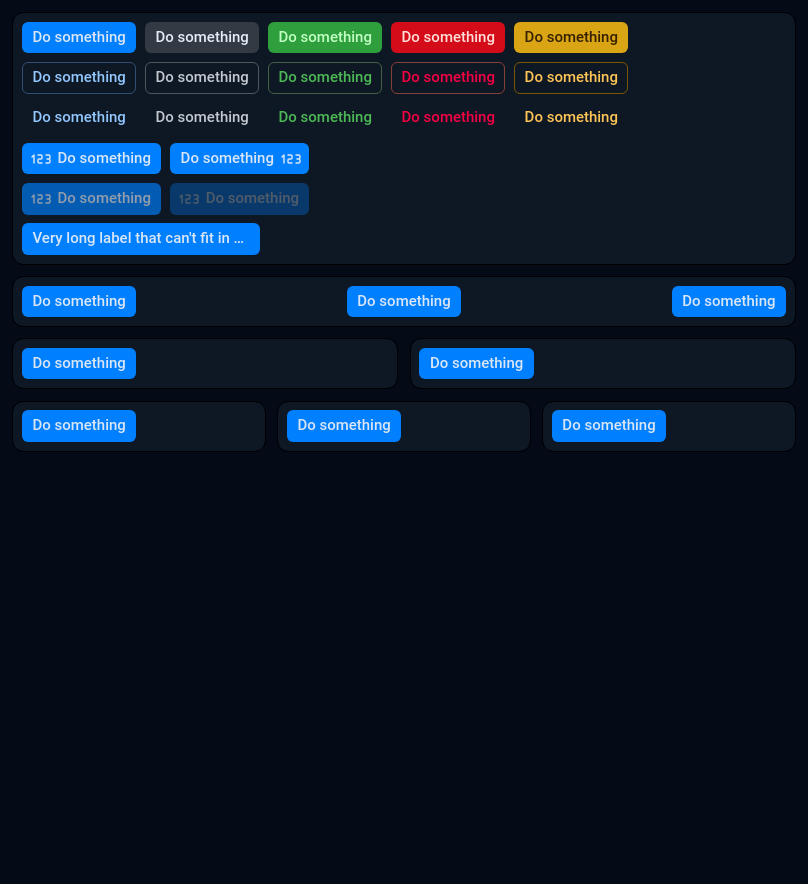 Do something Do something Do something Do something Do something
Do something Do something Do something Do something Do something
Do something Do something Do something Do something Do something
123 Do something Do something 123
123 Do something 123 Do something
Very long label that can't fit in ...
Do something Do something Do something
Do something Do something
Do something Do something Do something